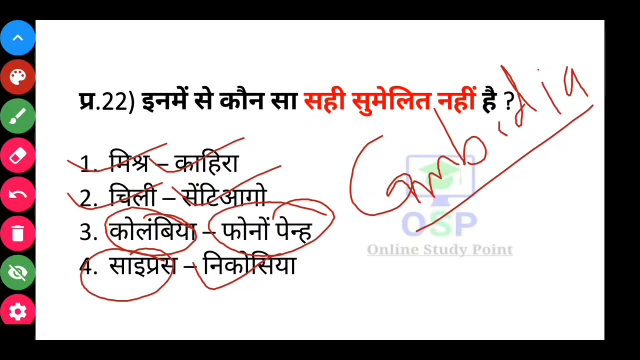 प्र.22) इनमें से कौन सा सही सुमेलित नहीं है ?
1. मिश्र – काहिरा
2. चिली – सेंटिआगो
3. कोलंबिया – फोनों पेन्ह
4. साइप्रस – निकोसिया
Cambodia
OSP
Online Study Point